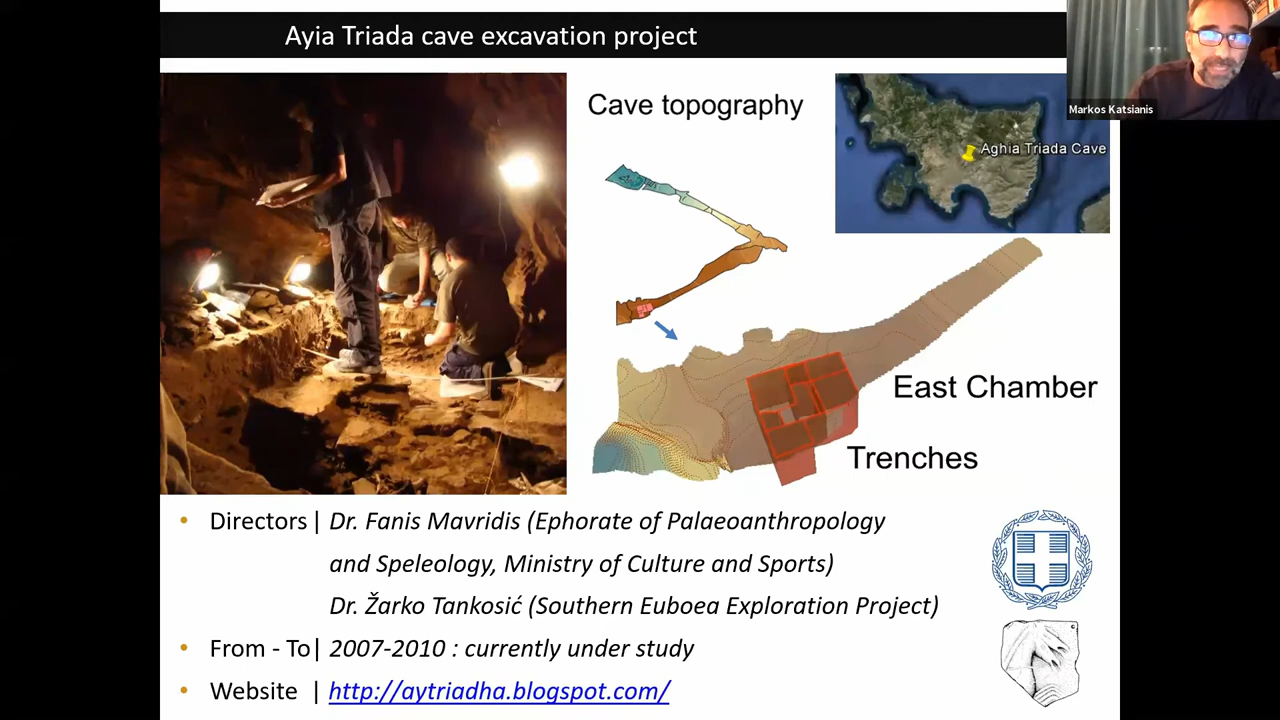 Ayia Triada cave excavation project
Markos Katsianis
Cave topography
Aghia Triada Cave
East Chamber
Trenches
• Directors | Dr. Fanis Mavridis (Ephorate of Palaeoanthropology
and Speleology, Ministry of Culture and Sports)
Dr. Žarko Tankosić (Southern Euboea Exploration Project)
• From - To | 2007-2010 : currently under study
• Website | http://aytriadha.blogspot.com/